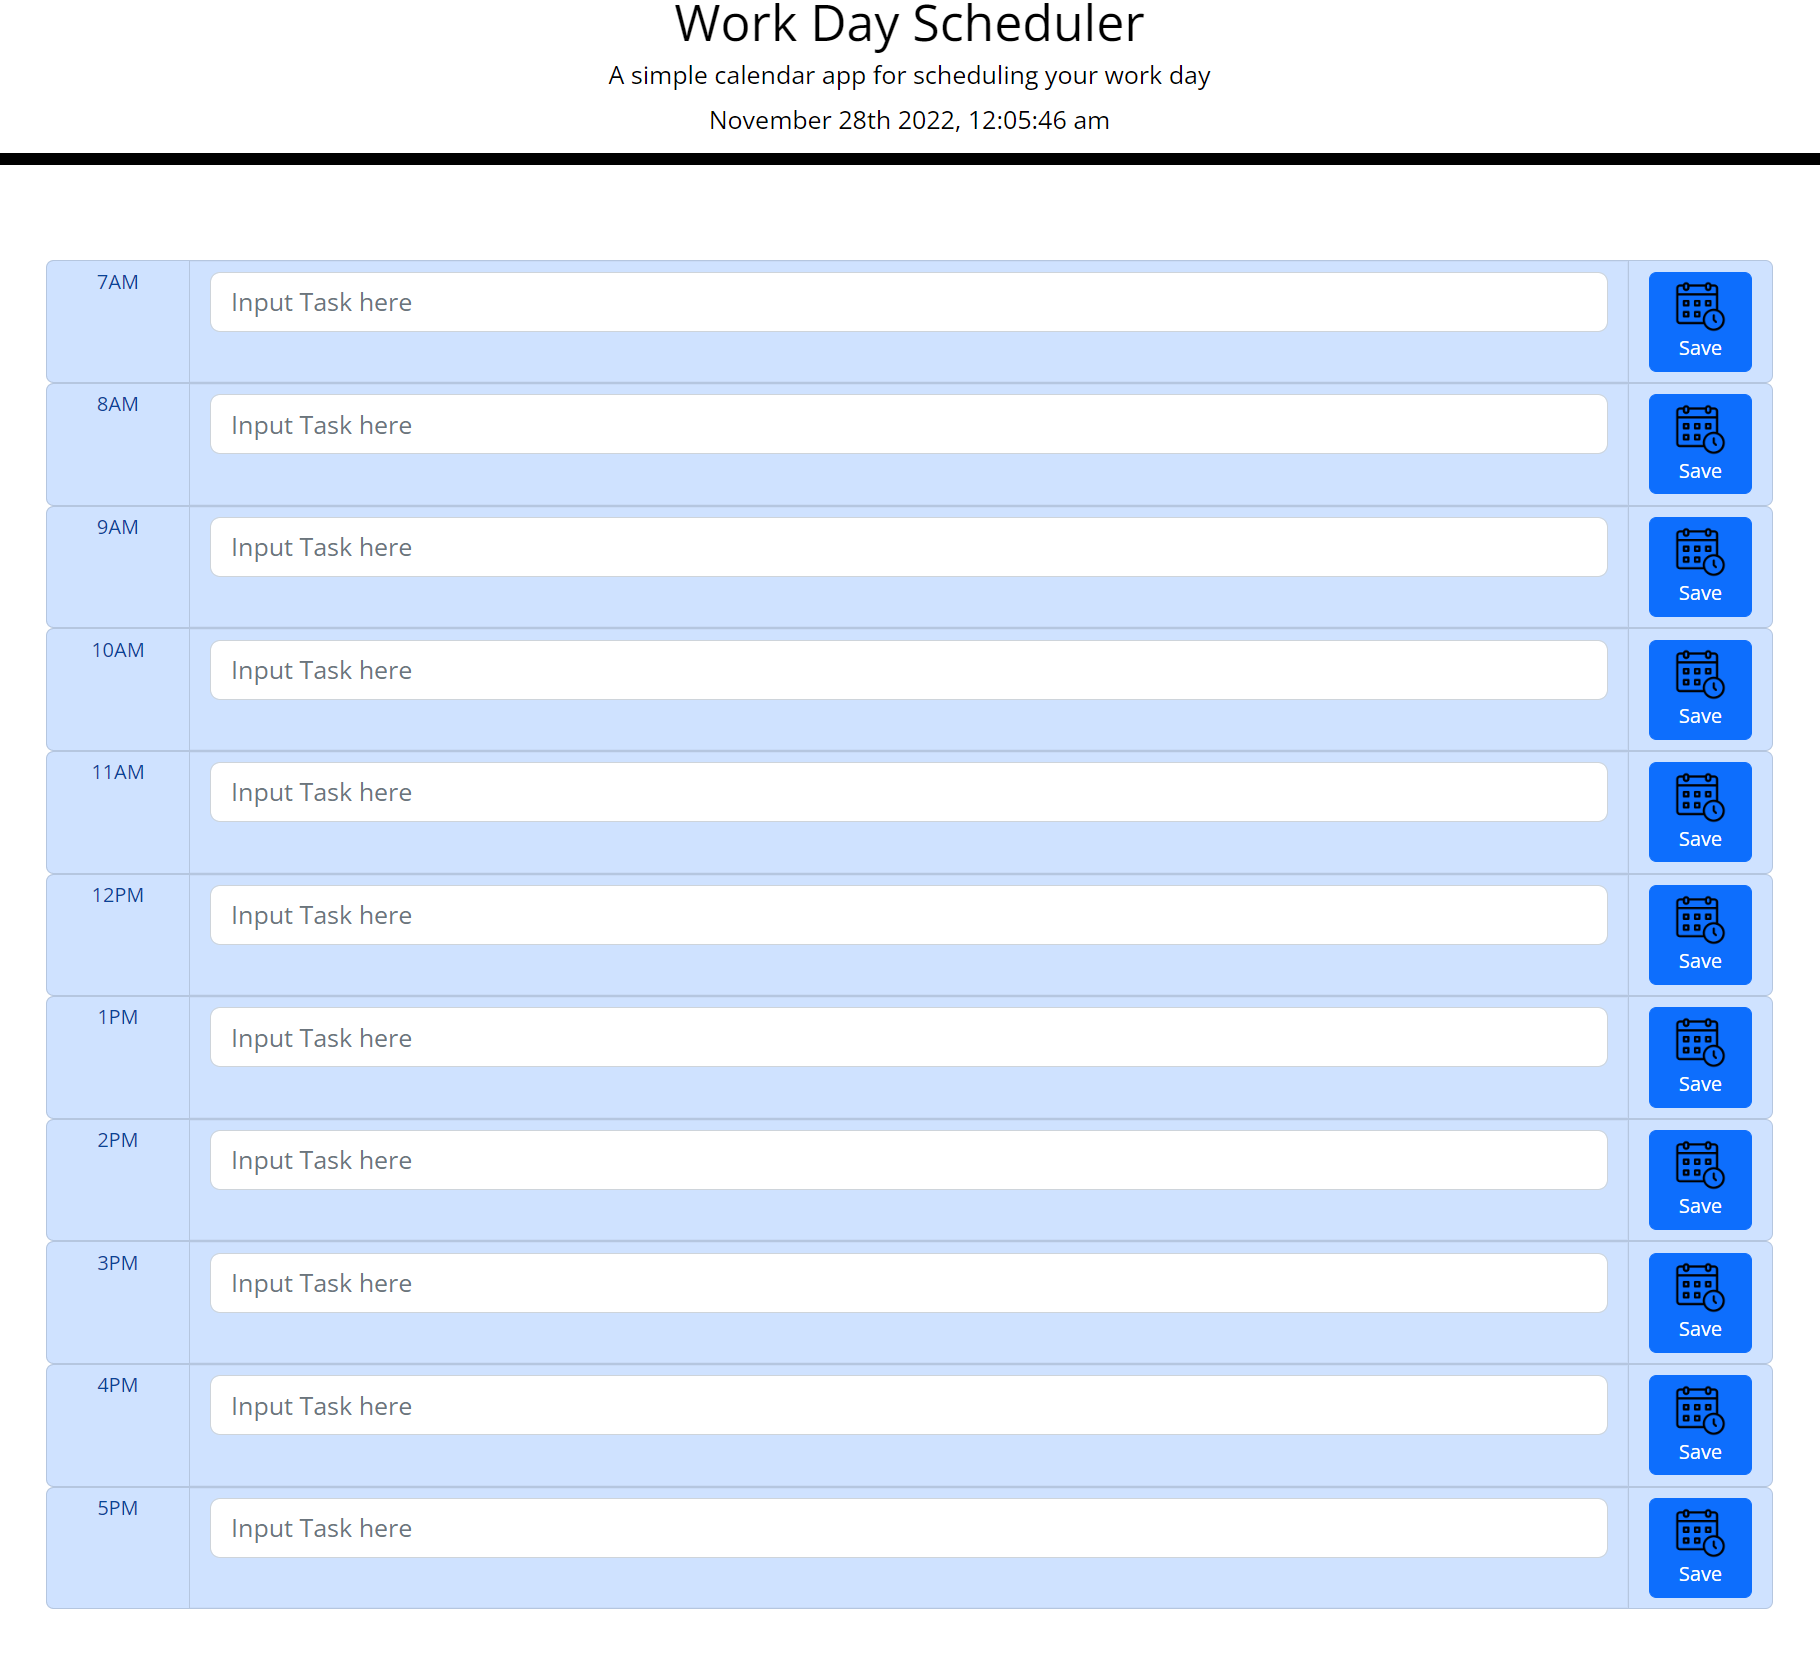 Work Day Scheduler
A simple calendar app for scheduling your work day
November 28th 2022, 12:05:46 am
7AM
Input Task here
Save
8AM
Input Task here
Save
9AM
Input Task here
Save
10AM
Input Task here
Save
11AM
Input Task here
Save
12PM
Input Task here
Save
1PM
Input Task here
Save
2PM
Input Task here
Save
3PM
Input Task here
Save
4PM
Input Task here
Save
5PM
Input Task here
Save